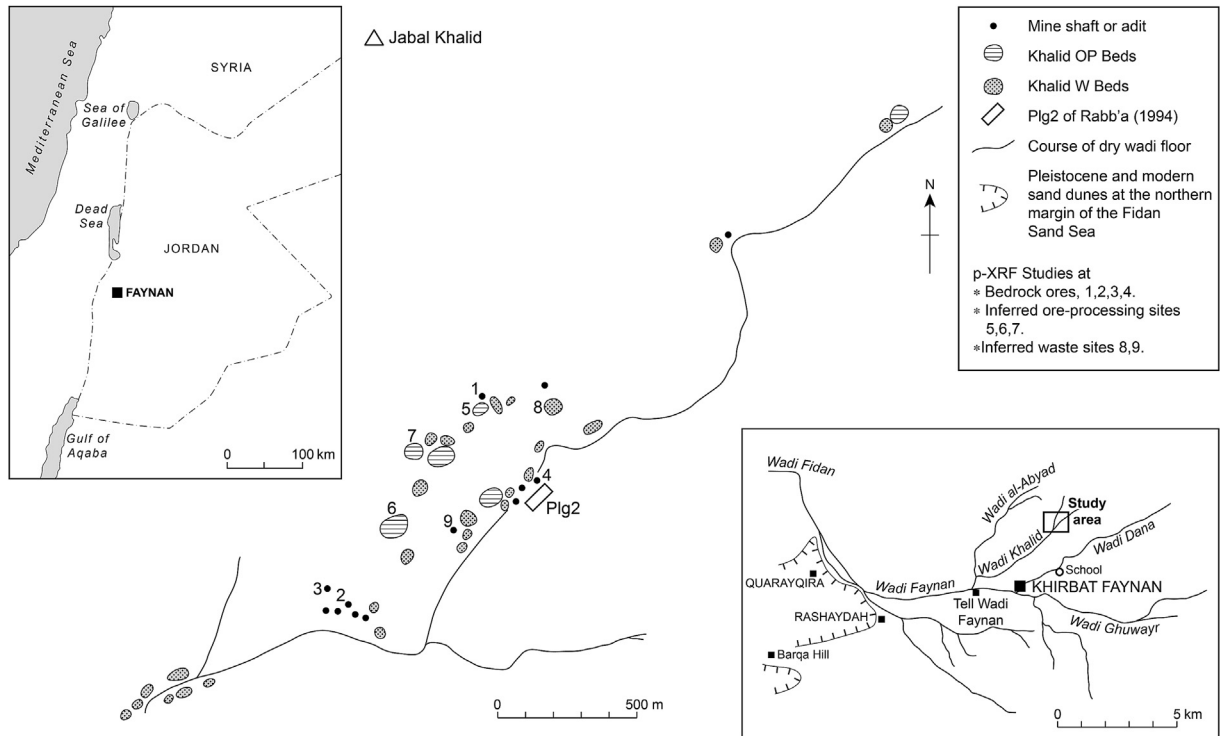 Mediterranean Sea
SYRIA
Sea of
Galilee
Dead
Sea
JORDAN
FAYNAN
Gulf of
Aqaba
0 100 km
Jabal Khalid
N
1
5
8
7
4
Plg2
6
9
3
2
0 500 m
Mine shaft or adit
Khalid OP Beds
Khalid W Beds
Plg2 of Rabb'a (1994)
Course of dry wadi floor
Pleistocene and modern
sand dunes at the northern
margin of the Fidan
Sand Sea
p-XRF Studies at
* Bedrock ores, 1,2,3,4.
* Inferred ore-processing sites
5,6,7.
*Inferred waste sites 8,9.
Wadi Fidan
Wadi al-Abyad
Study
area
Wadi Khalid
Wadi Dana
School
QUARAYQIRA
Wadi Faynan
KHIRBAT FAYNAN
RASHAYDAH
Tell Wadi
Faynan
Wadi Ghuwayr
Barqa Hill
0 5 km